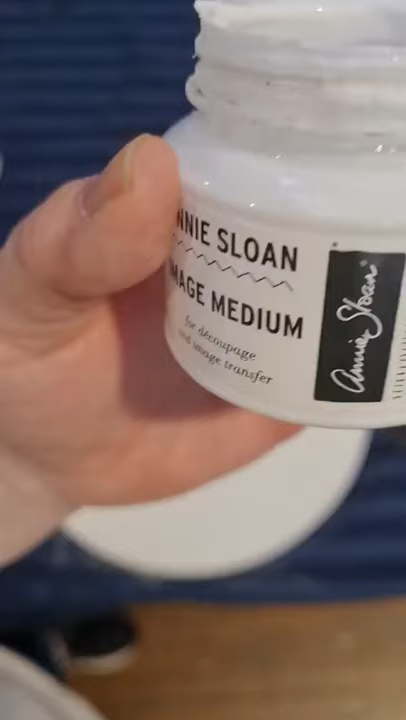 NNIE SLOAN
MAGE MEDIUM
for découpage
and image transfer
Annie Sloan